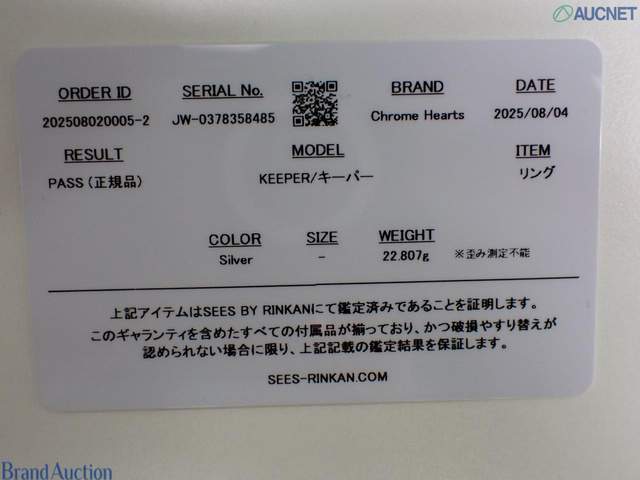 AUCNET
ORDER ID SERIAL No. BRAND DATE
202508020005-2 JW-0378358485 Chrome Hearts 2025/08/04
RESULT MODEL ITEM
PASS (正規品) KEEPER/キーパー リング
COLOR SIZE WEIGHT
Silver - 22.807g ※歪み測定不能
上記アイテムはSEES BY RINKANにて鑑定済みであることを証明します。
このギャランティを含めたすべての付属品が揃っており、かつ破損やすり替えが
認められない場合に限り、上記記載の鑑定結果を保証します。
SEES-RINKAN.COM
Brand Auction